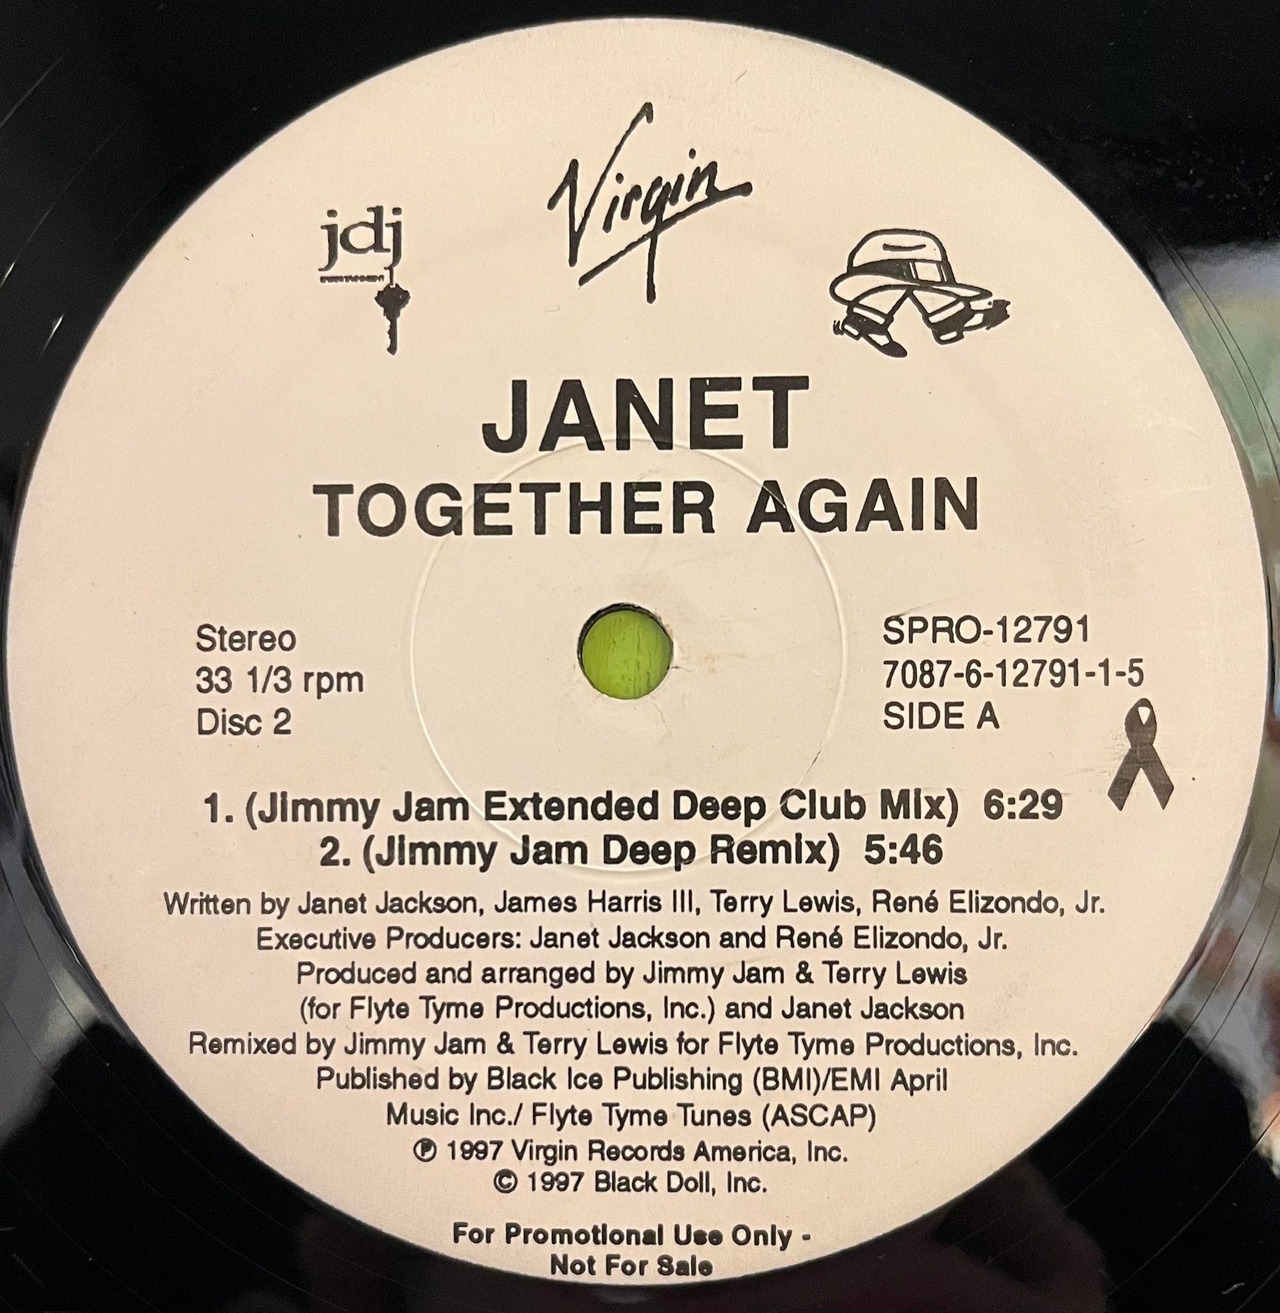 Virgin
jdj
ENTERTAINMENT
JANET
TOGETHER AGAIN
Stereo
33 1/3 rpm
Disc 2
SPRO-12791
7087-6-12791-1-5
SIDE A
1. (Jimmy Jam Extended Deep Club Mix) 6:29
2. (Jimmy Jam Deep Remix) 5:46
Written by Janet Jackson, James Harris III, Terry Lewis, René Elizondo, Jr.
Executive Producers: Janet Jackson and René Elizondo, Jr.
Produced and arranged by Jimmy Jam & Terry Lewis
(for Flyte Tyme Productions, Inc.) and Janet Jackson
Remixed by Jimmy Jam & Terry Lewis for Flyte Tyme Productions, Inc.
Published by Black Ice Publishing (BMI)/EMI April
Music Inc./ Flyte Tyme Tunes (ASCAP)
℗ 1997 Virgin Records America, Inc.
© 1997 Black Doll, Inc.
For Promotional Use Only -
Not For Sale